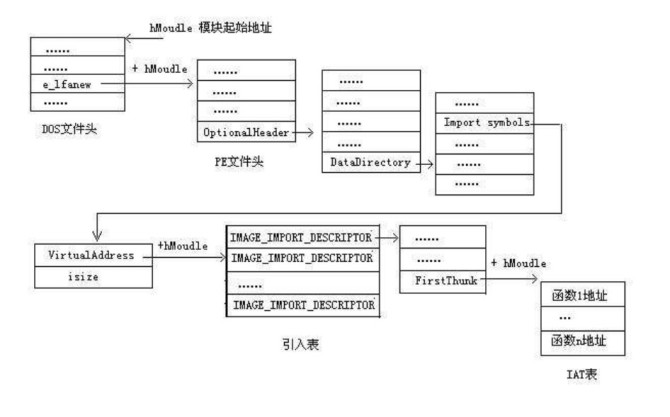 hMoudle 模块起始地址
......
......
e_lfanew
......
DOS文件头
+ hMoudle
......
......
......
OptionalHeader
PE文件头
......
......
......
......
DataDirectory
......
Import symbols
......
......
......
VirtualAddress
isize
+hMoudle
IMAGE_IMPORT_DESCRIPTOR
IMAGE_IMPORT_DESCRIPTOR
......
IMAGE_IMPORT_DESCRIPTOR
引入表
......
......
FirstThunk
+ hMoudle
函数1地址
...
函数n地址
IAT表